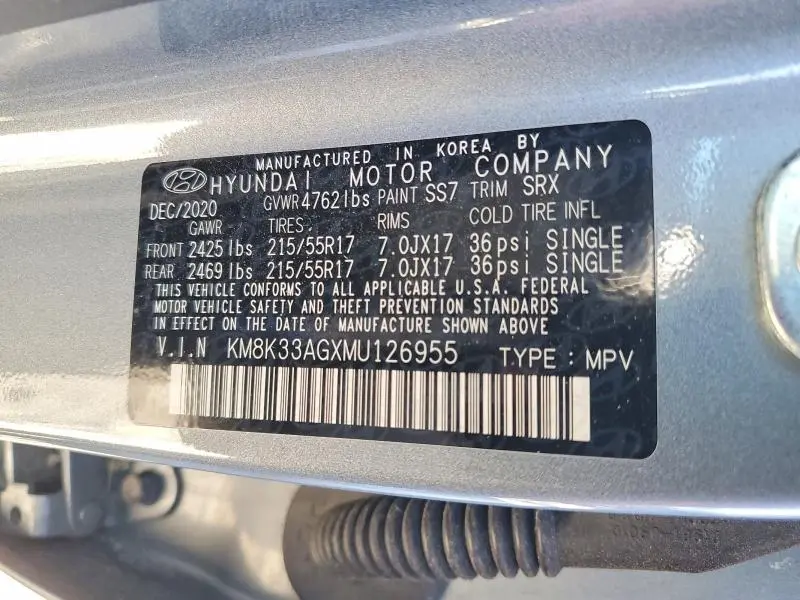 MANUFACTURED IN KOREA BY
HYUNDAI MOTOR COMPANY
DEC/2020 GVWR 4762lbs PAINT SS7 TRIM SRX
GAWR TIRES: RIMS COLD TIRE INFL
FRONT 2425lbs 215/55R17 7.0JX17 36psi SINGLE
REAR 2469lbs 215/55R17 7.0JX17 36psi SINGLE
THIS VEHICLE CONFORMS TO ALL APPLICABLE U.S.A. FEDERAL
MOTOR VEHICLE SAFETY AND THEFT PREVENTION STANDARDS
IN EFFECT ON THE DATE OF MANUFACTURE SHOWN ABOVE
V.I.N KM8K33AGXMU126955 TYPE : MPV